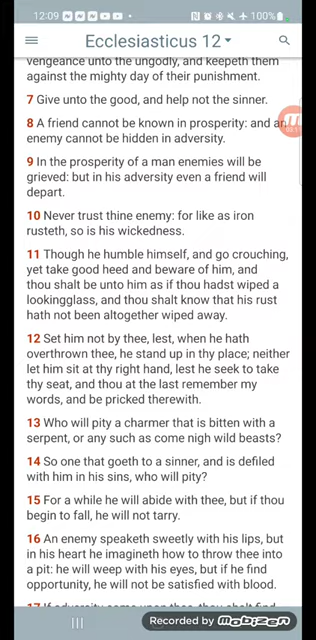 12:09
100%
Ecclesiasticus 12
vengeance unto the ungodly, and keepeth them
against the mighty day of their punishment.
7 Give unto the good, and help not the sinner.
8 A friend cannot be known in prosperity: and an
enemy cannot be hidden in adversity.
9 In the prosperity of a man enemies will be
grieved: but in his adversity even a friend will
depart.
10 Never trust thine enemy: for like as iron
rusteth, so is his wickedness.
11 Though he humble himself, and go crouching,
yet take good heed and beware of him, and
thou shalt be unto him as if thou hadst wiped a
lookingglass, and thou shalt know that his rust
hath not been altogether wiped away.
12 Set him not by thee, lest, when he hath
overthrown thee, he stand up in thy place; neither
let him sit at thy right hand, lest he seek to take
thy seat, and thou at the last remember my
words, and be pricked therewith.
13 Who will pity a charmer that is bitten with a
serpent, or any such as come nigh wild beasts?
14 So one that goeth to a sinner, and is defiled
with him in his sins, who will pity?
15 For a while he will abide with thee, but if thou
begin to fall, he will not tarry.
16 An enemy speaketh sweetly with his lips, but
in his heart he imagineth how to throw thee into
a pit: he will weep with his eyes, but if he find
opportunity, he will not be satisfied with blood.
17 If adversity come upon thee, thou shalt find
Recorded by mobizen